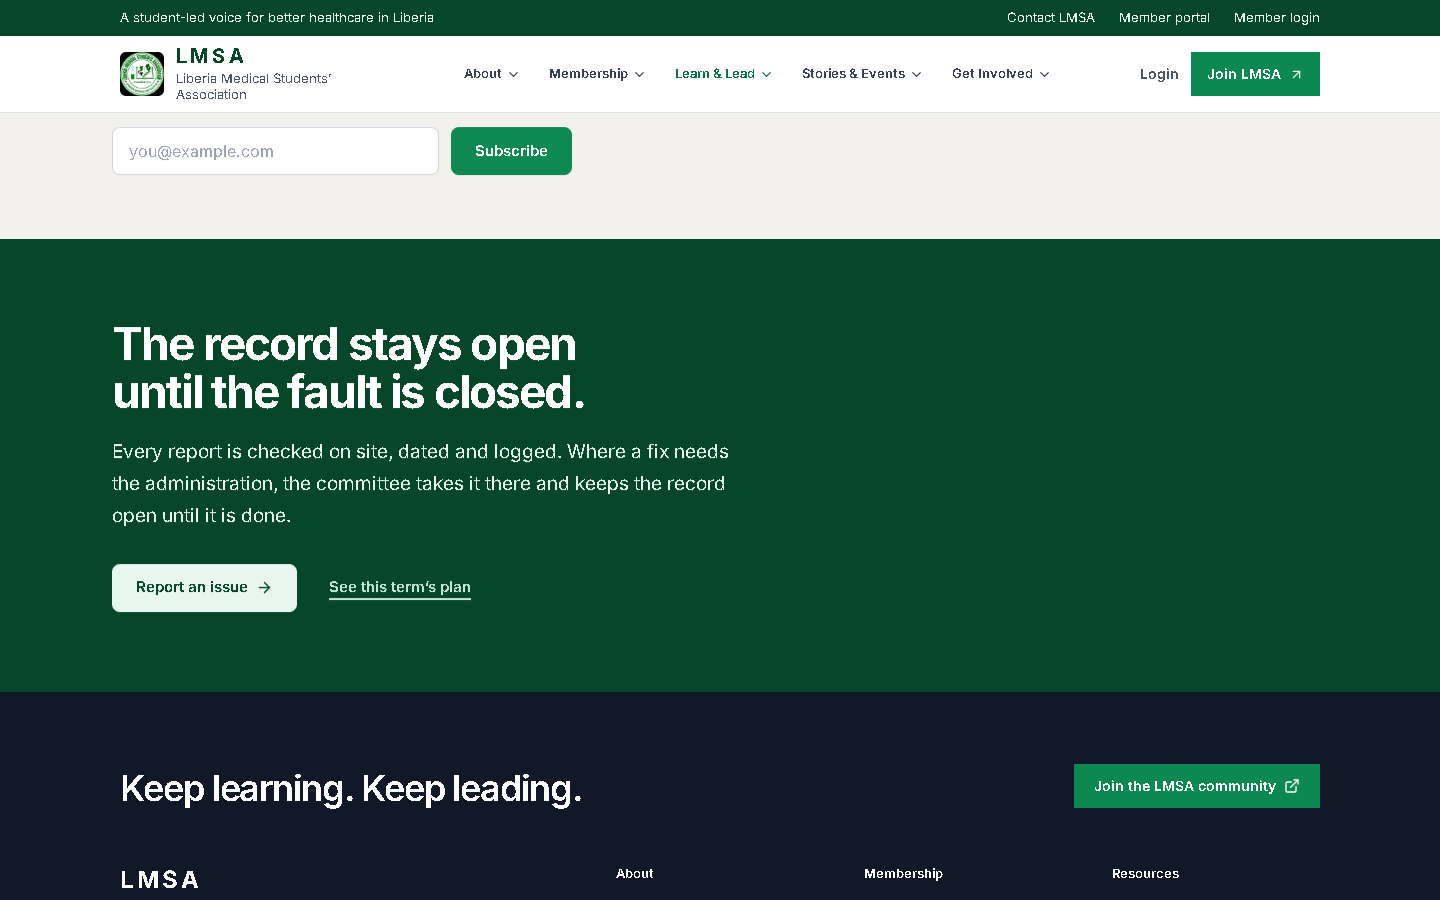 A student-led voice for better healthcare in Liberia
Contact LMSA
Member portal
Member login
LMSA
Liberia Medical Students'
Association
About
Membership
Learn & Lead
Stories & Events
Get Involved
Login
Join LMSA
you@example.com
Subscribe
The record stays open
until the fault is closed.
Every report is checked on site, dated and logged. Where a fix needs
the administration, the committee takes it there and keeps the record
open until it is done.
Report an issue
See this term's plan
Keep learning. Keep leading.
Join the LMSA community
LMSA
About
Membership
Resources